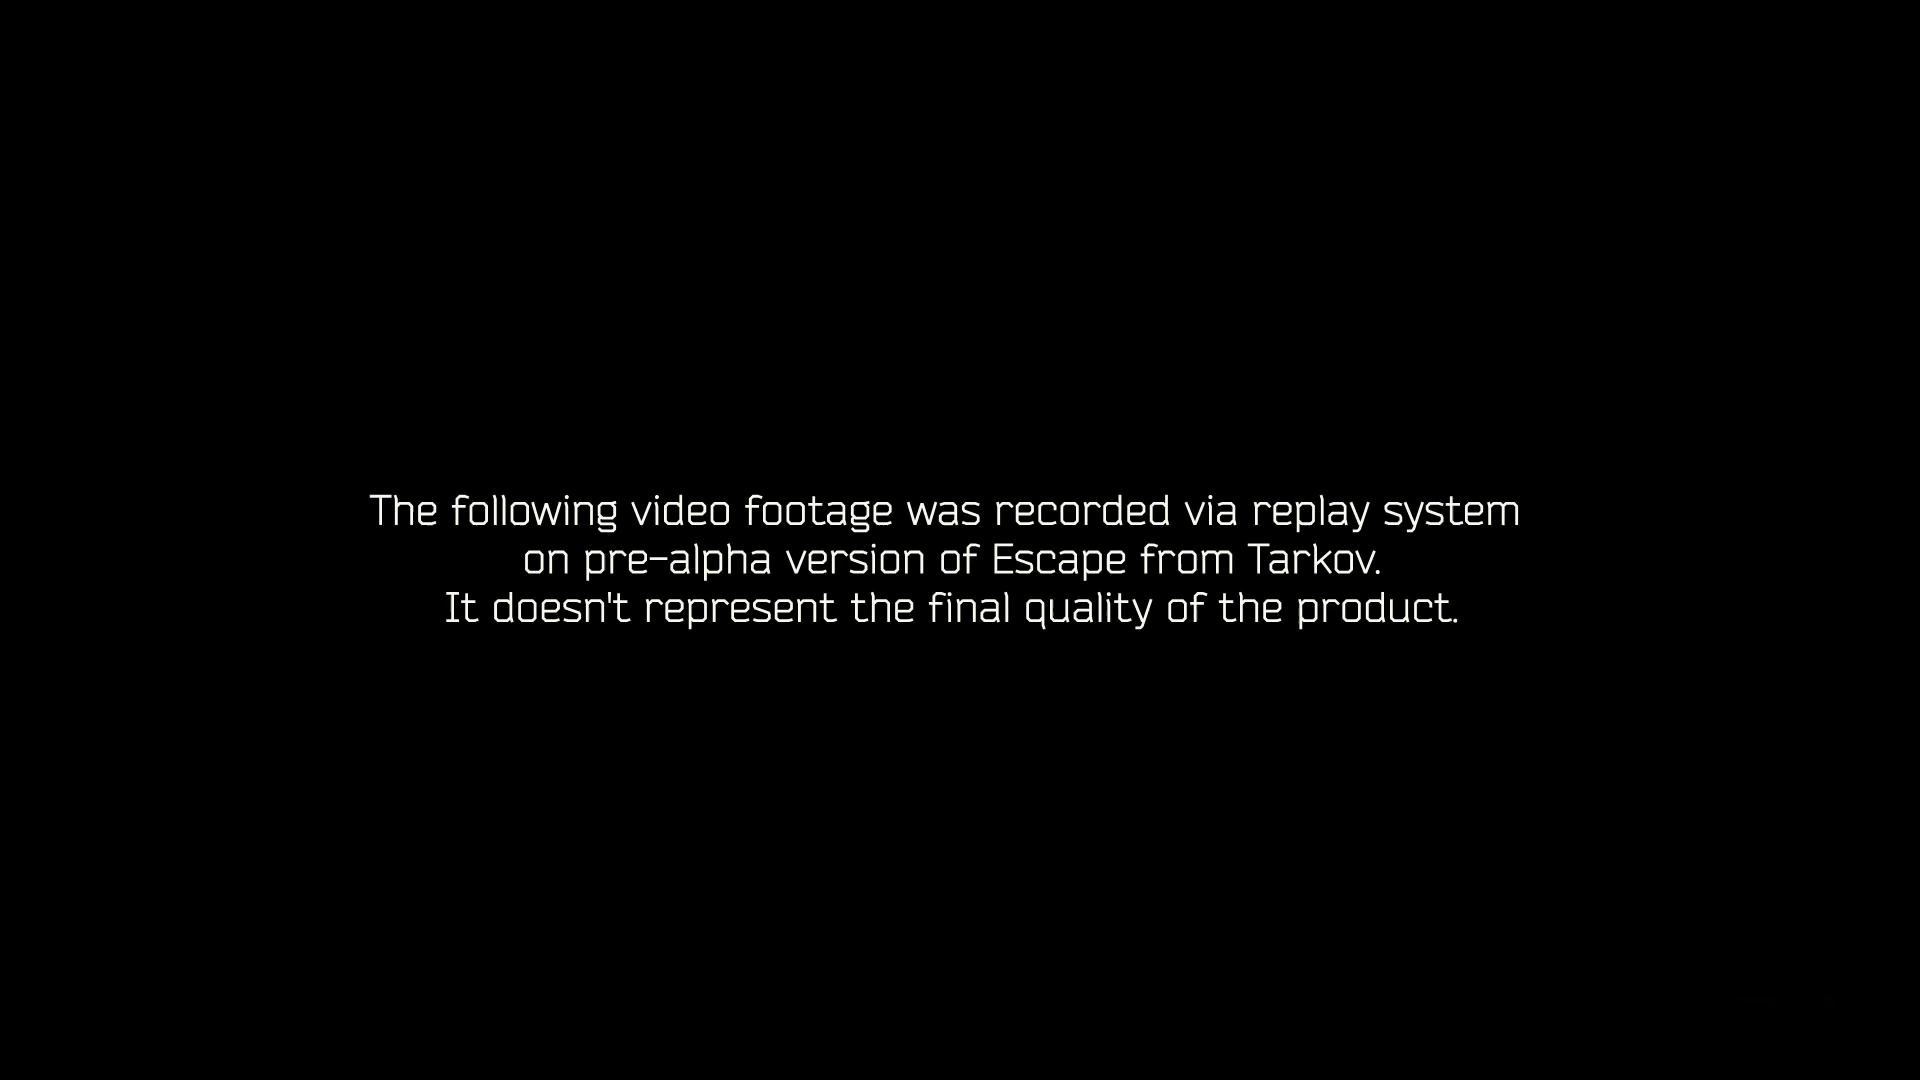 The following video footage was recorded via replay system
on pre-alpha version of Escape from Tarkov.
It doesn't represent the final quality of the product.